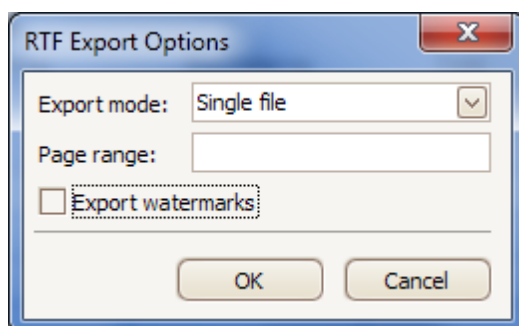 RTF Export Options
Export mode: Single file
Page range:
Export watermarks
OK Cancel